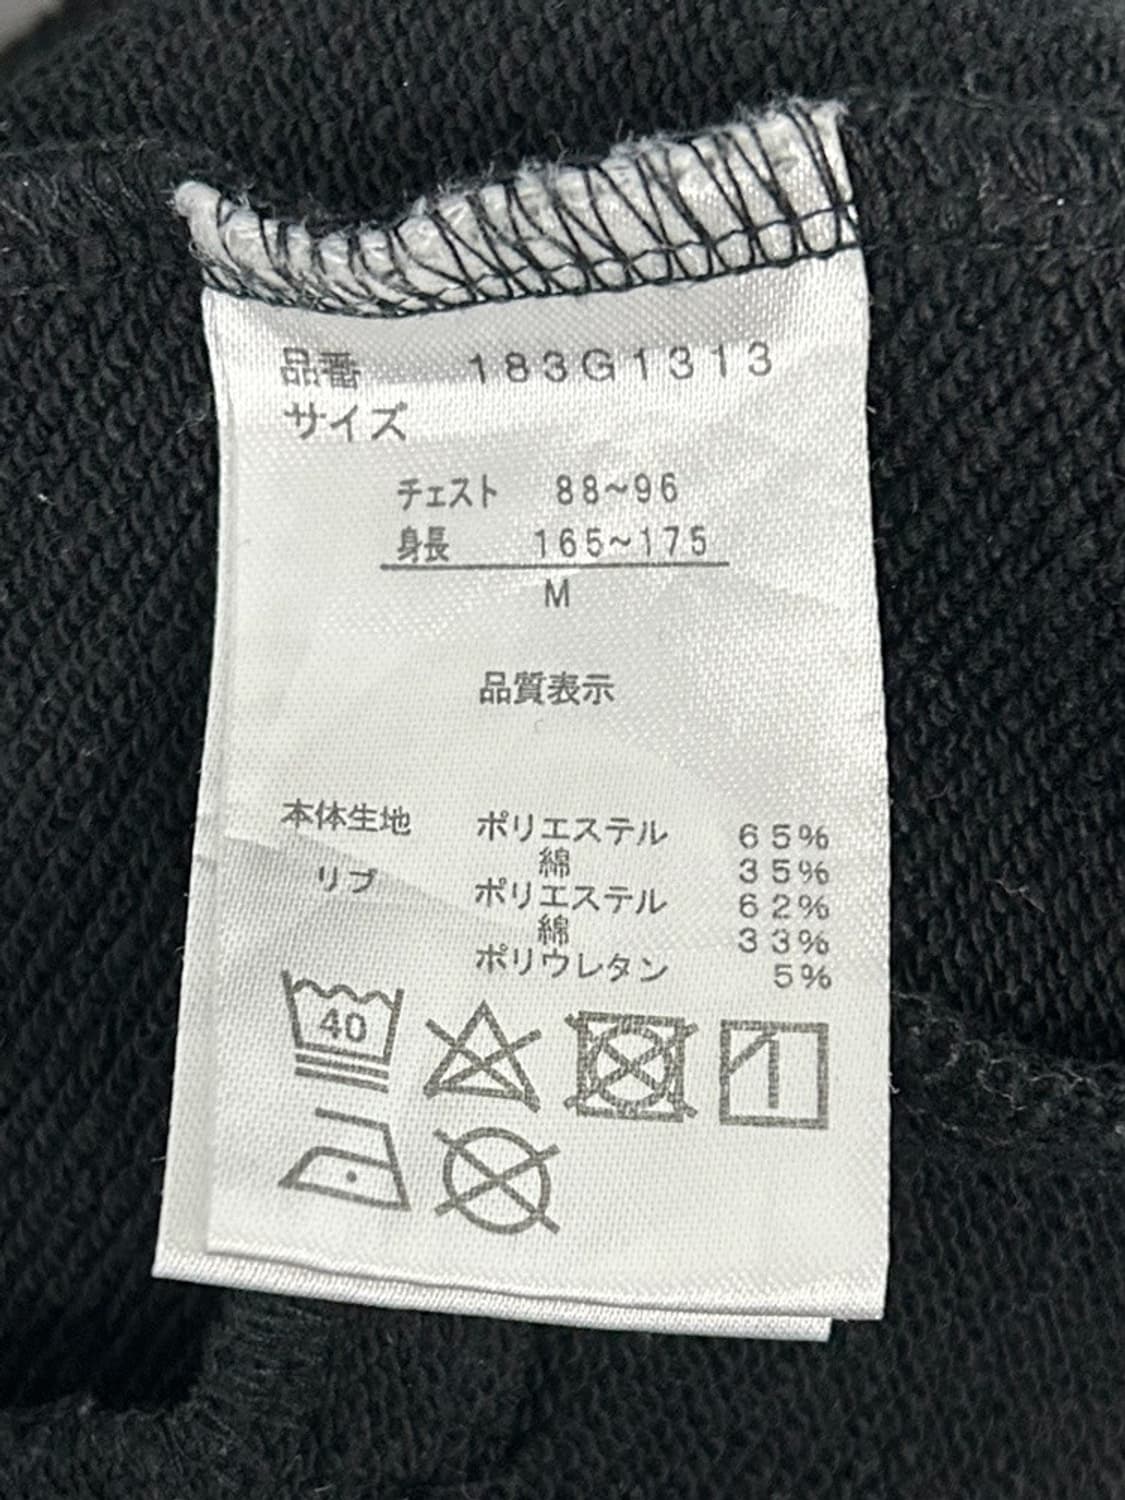 品番 183G1313
サイズ
チェスト 88~96
身長 165~175
M
品質表示
本体生地 ポリエステル 65%
綿 35%
リブ ポリエステル 62%
綿 33%
ポリウレタン 5%
40